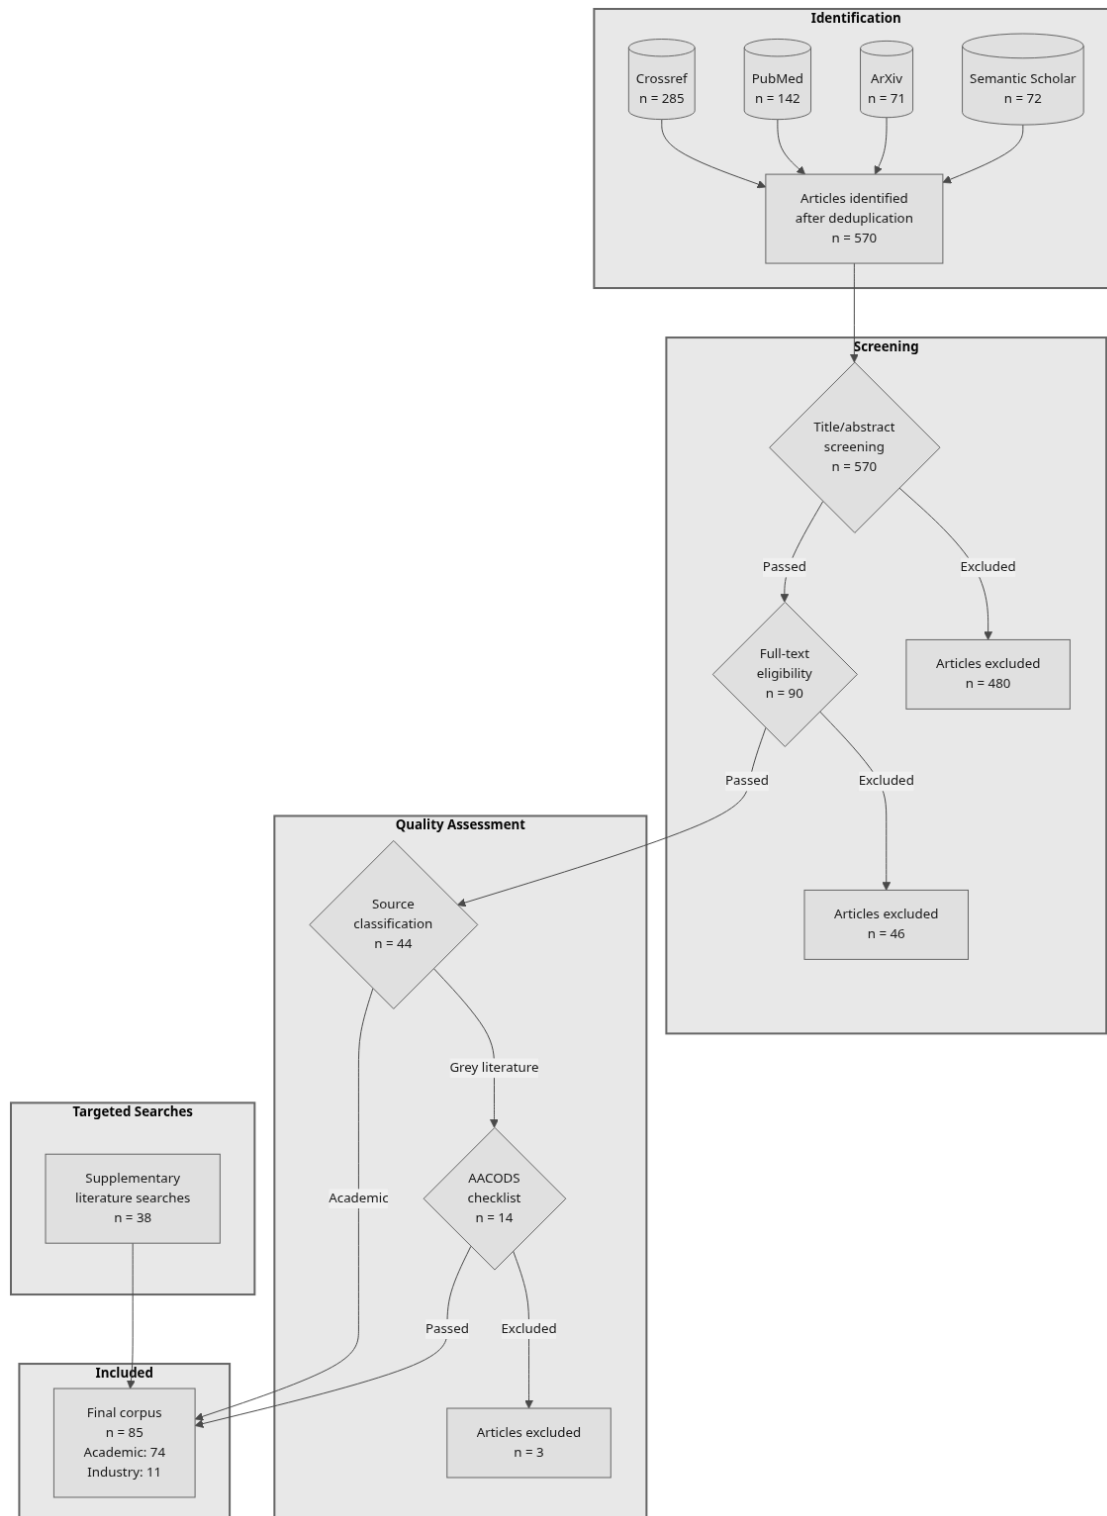 Identification
Crossref
n = 285
PubMed
n = 142
ArXiv
n = 71
Semantic Scholar
n = 72
Articles identified
after deduplication
n = 570
Screening
Title/abstract
screening
n = 570
Passed
Excluded
Full-text
eligibility
n = 90
Articles excluded
n = 480
Passed
Excluded
Articles excluded
n = 46
Quality Assessment
Source
classification
n = 44
Grey literature
Academic
AACODS
checklist
n = 14
Passed
Excluded
Articles excluded
n = 3
Targeted Searches
Supplementary
literature searches
n = 38
Included
Final corpus
n = 85
Academic: 74
Industry: 11